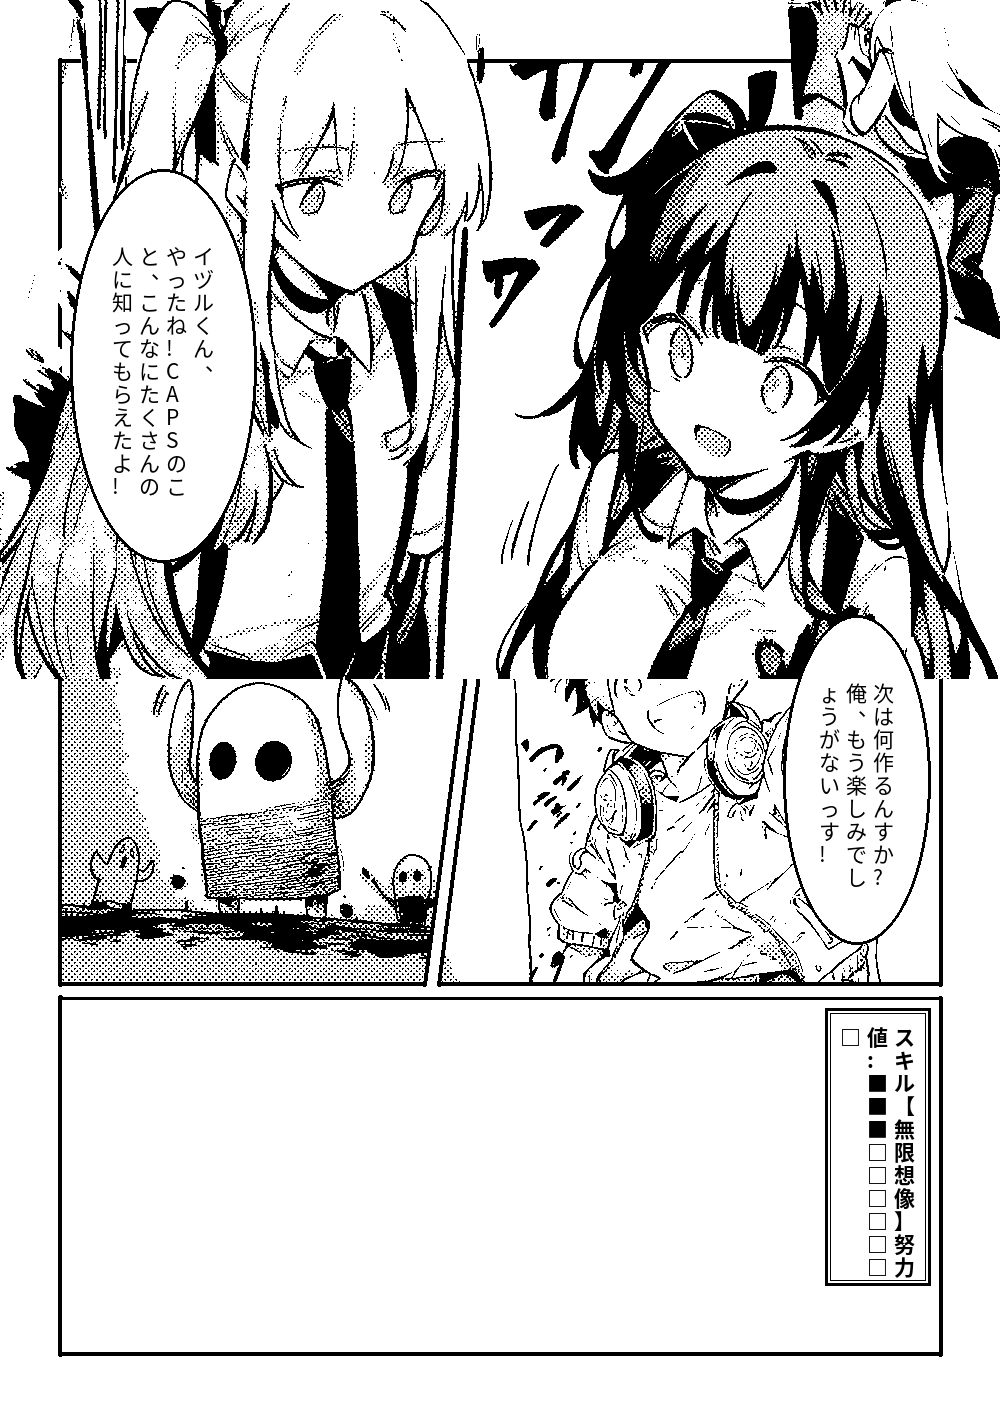 イヅルくん、
やったね！CAPSのこ
と、こんなにたくさんの
人に知ってもらえたよ！
次は何作るんすか？
俺、もう楽しみでし
ょうがないっす！
スキル【無限想像】努力
値：■■■□□□□□□
□